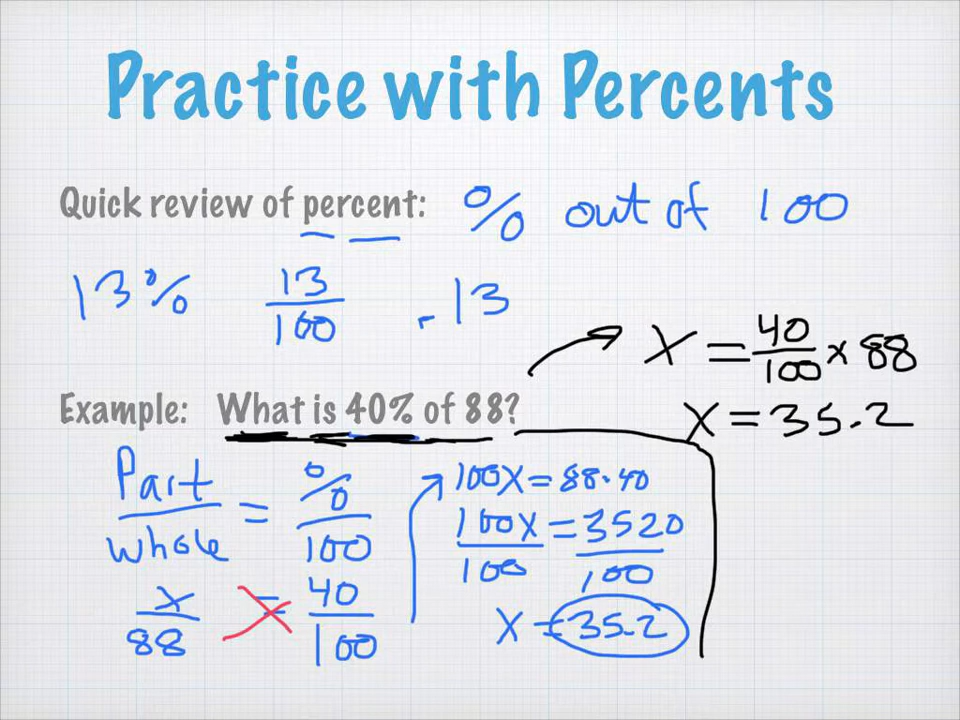 Practice with Percents
Quick review of percent: % out of 100
13% 13/100 .13
x = 40/100 x 88
Example: What is 40% of 88?
x = 35.2
Part/whole = %/100
x/88 = 40/100
100x = 88·40
100x/100 = 3520/100
x = 35.2